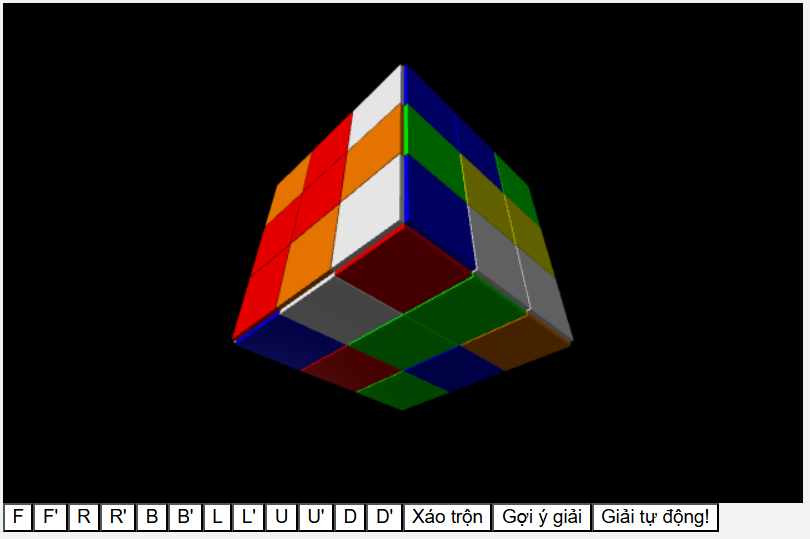 F F' R R' B B' L L' U U' D D' Xáo trộn Gợi ý giải Giải tự động!